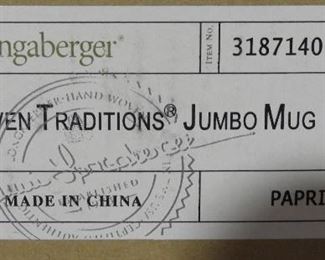 ngaberger®
ITEM No. 3187140
VEN TRADITIONS® JUMBO MUG
MADE IN CHINA
PAPRI